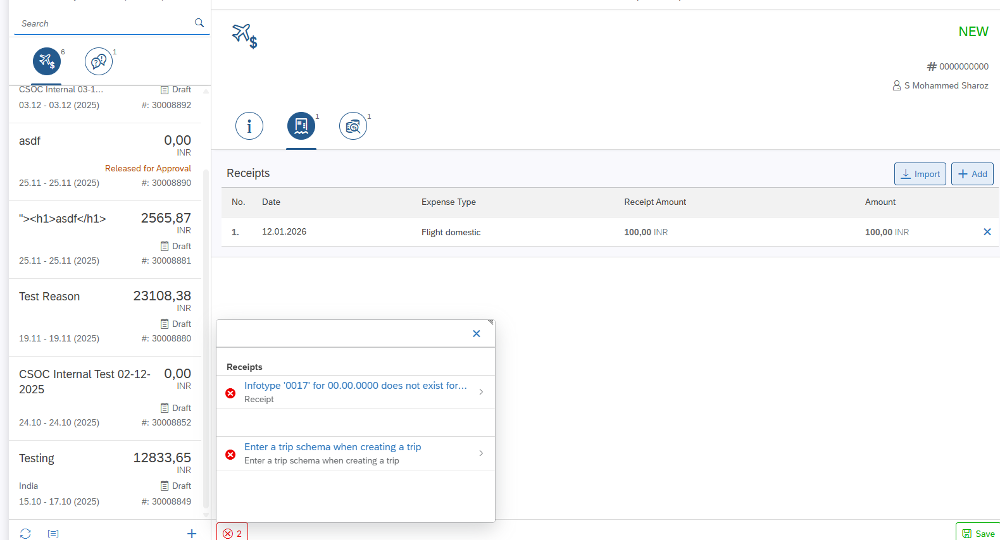 Search
6
1
CSOC Internal 03-1...
Draft
03.12 - 03.12 (2025)
#: 30008892
asdf
0,00
INR
Released for Approval
25.11 - 25.11 (2025)
#: 30008890
"><h1>asdf</h1>
2565,87
INR
Draft
25.11 - 25.11 (2025)
#: 30008881
Test Reason
23108,38
INR
Draft
19.11 - 19.11 (2025)
#: 30008880
CSOC Internal Test 02-12-
2025
0,00
INR
Draft
24.10 - 24.10 (2025)
#: 30008852
Testing
12833,65
INR
India
Draft
15.10 - 17.10 (2025)
#: 30008849
NEW
# 0000000000
S Mohammed Sharoz
1
1
Receipts
Import
Add
No. Date Expense Type Receipt Amount Amount
1. 12.01.2026 Flight domestic 100,00 INR 100,00 INR
Receipts
Infotype '0017' for 00.00.0000 does not exist for...
Receipt
Enter a trip schema when creating a trip
Enter a trip schema when creating a trip
2
Save